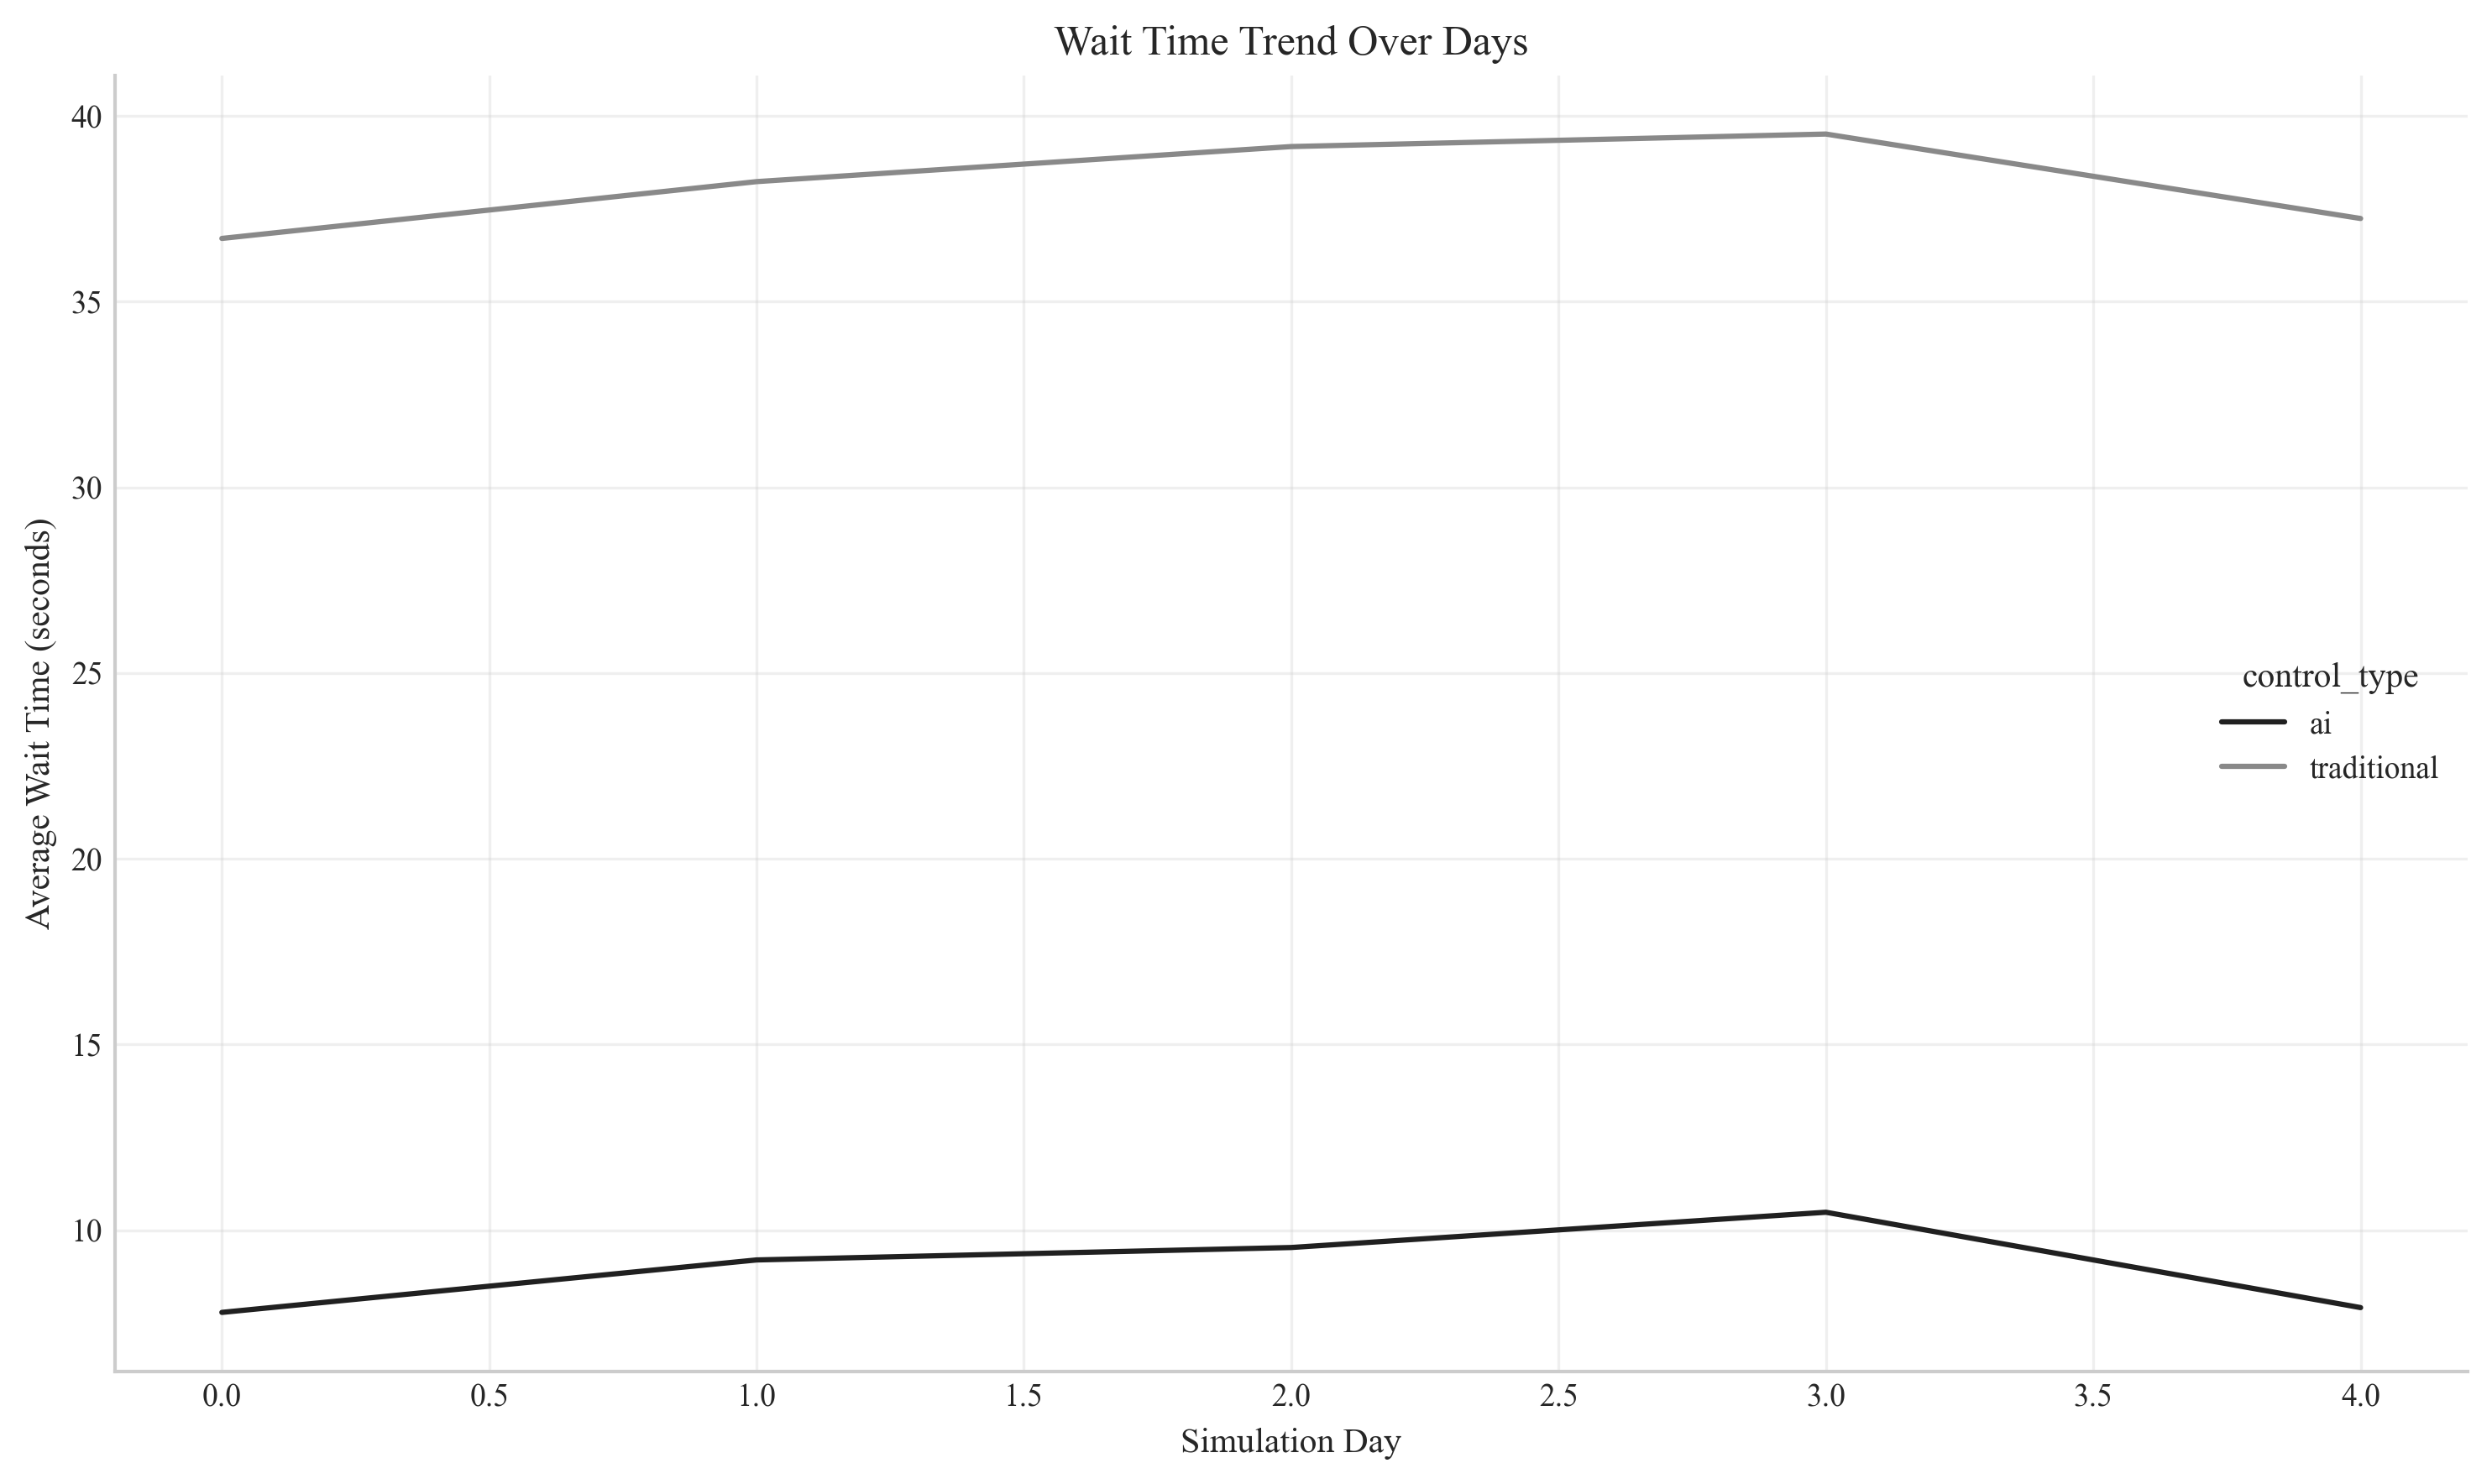 Wait Time Trend Over Days
Average Wait Time (seconds)
40
35
30
25
20
15
10
control_type
ai
traditional
0.0 0.5 1.0 1.5 2.0 2.5 3.0 3.5 4.0
Simulation Day